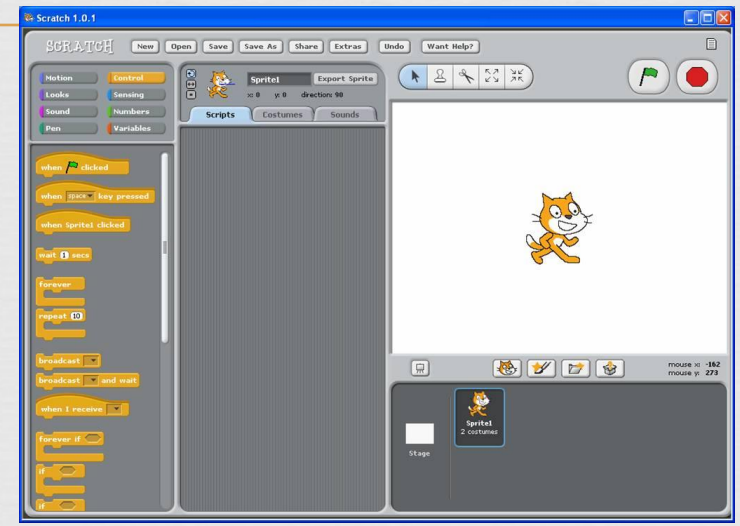 Scratch 1.0.1
SCRATCH New Open Save Save As Share Extras Undo Want Help?
Motion Control
Looks Sensing
Sound Numbers
Pen Variables
Sprite1 Export Sprite
x: 0 y: 0 direction: 90
Scripts Costumes Sounds
when clicked
when space key pressed
when Sprite1 clicked
wait 1 secs
forever
repeat 10
broadcast
broadcast and wait
when I receive
forever if
if
if
mouse x: -162
mouse y: 273
Sprite1
2 costumes
Stage